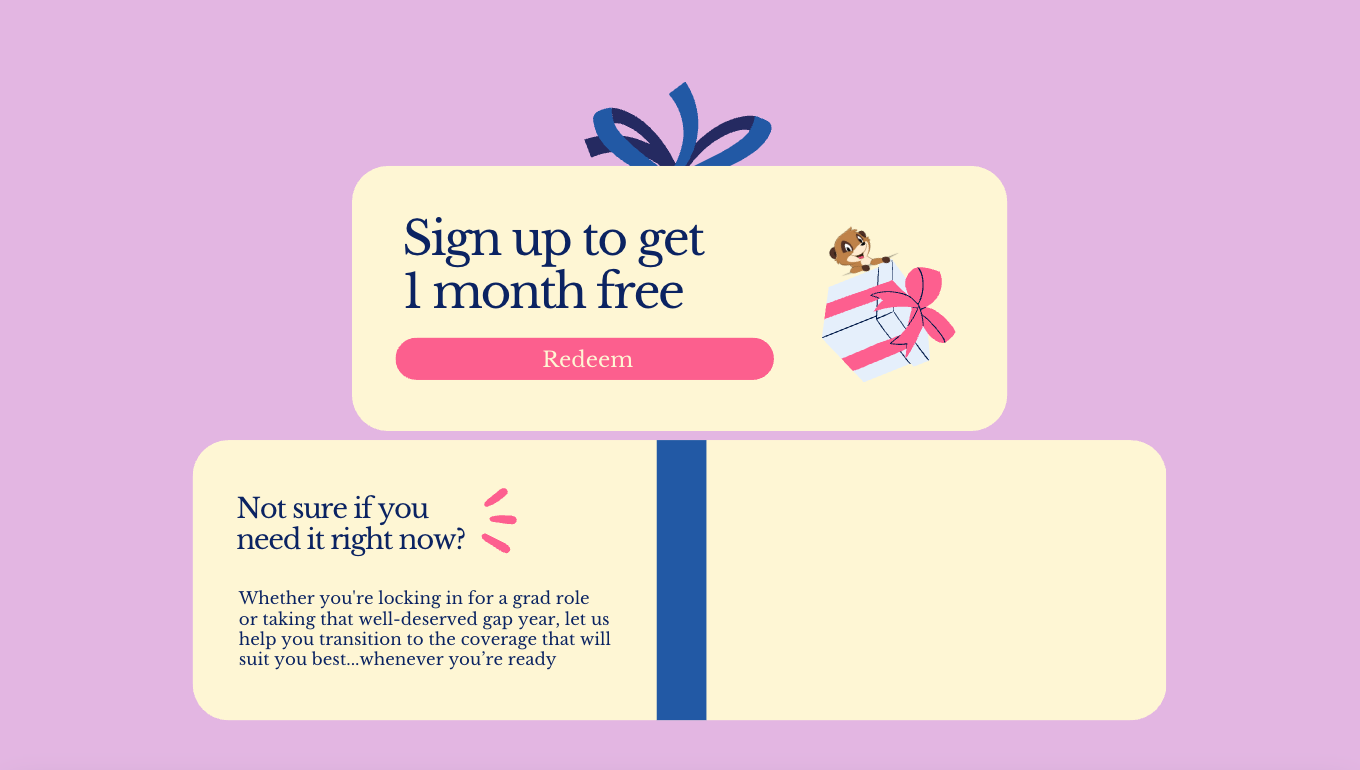 Sign up to get
1 month free
Redeem
Not sure if you
need it right now?
Whether you're locking in for a grad role
or taking that well-deserved gap year, let us
help you transition to the coverage that will
suit you best...whenever you’re ready